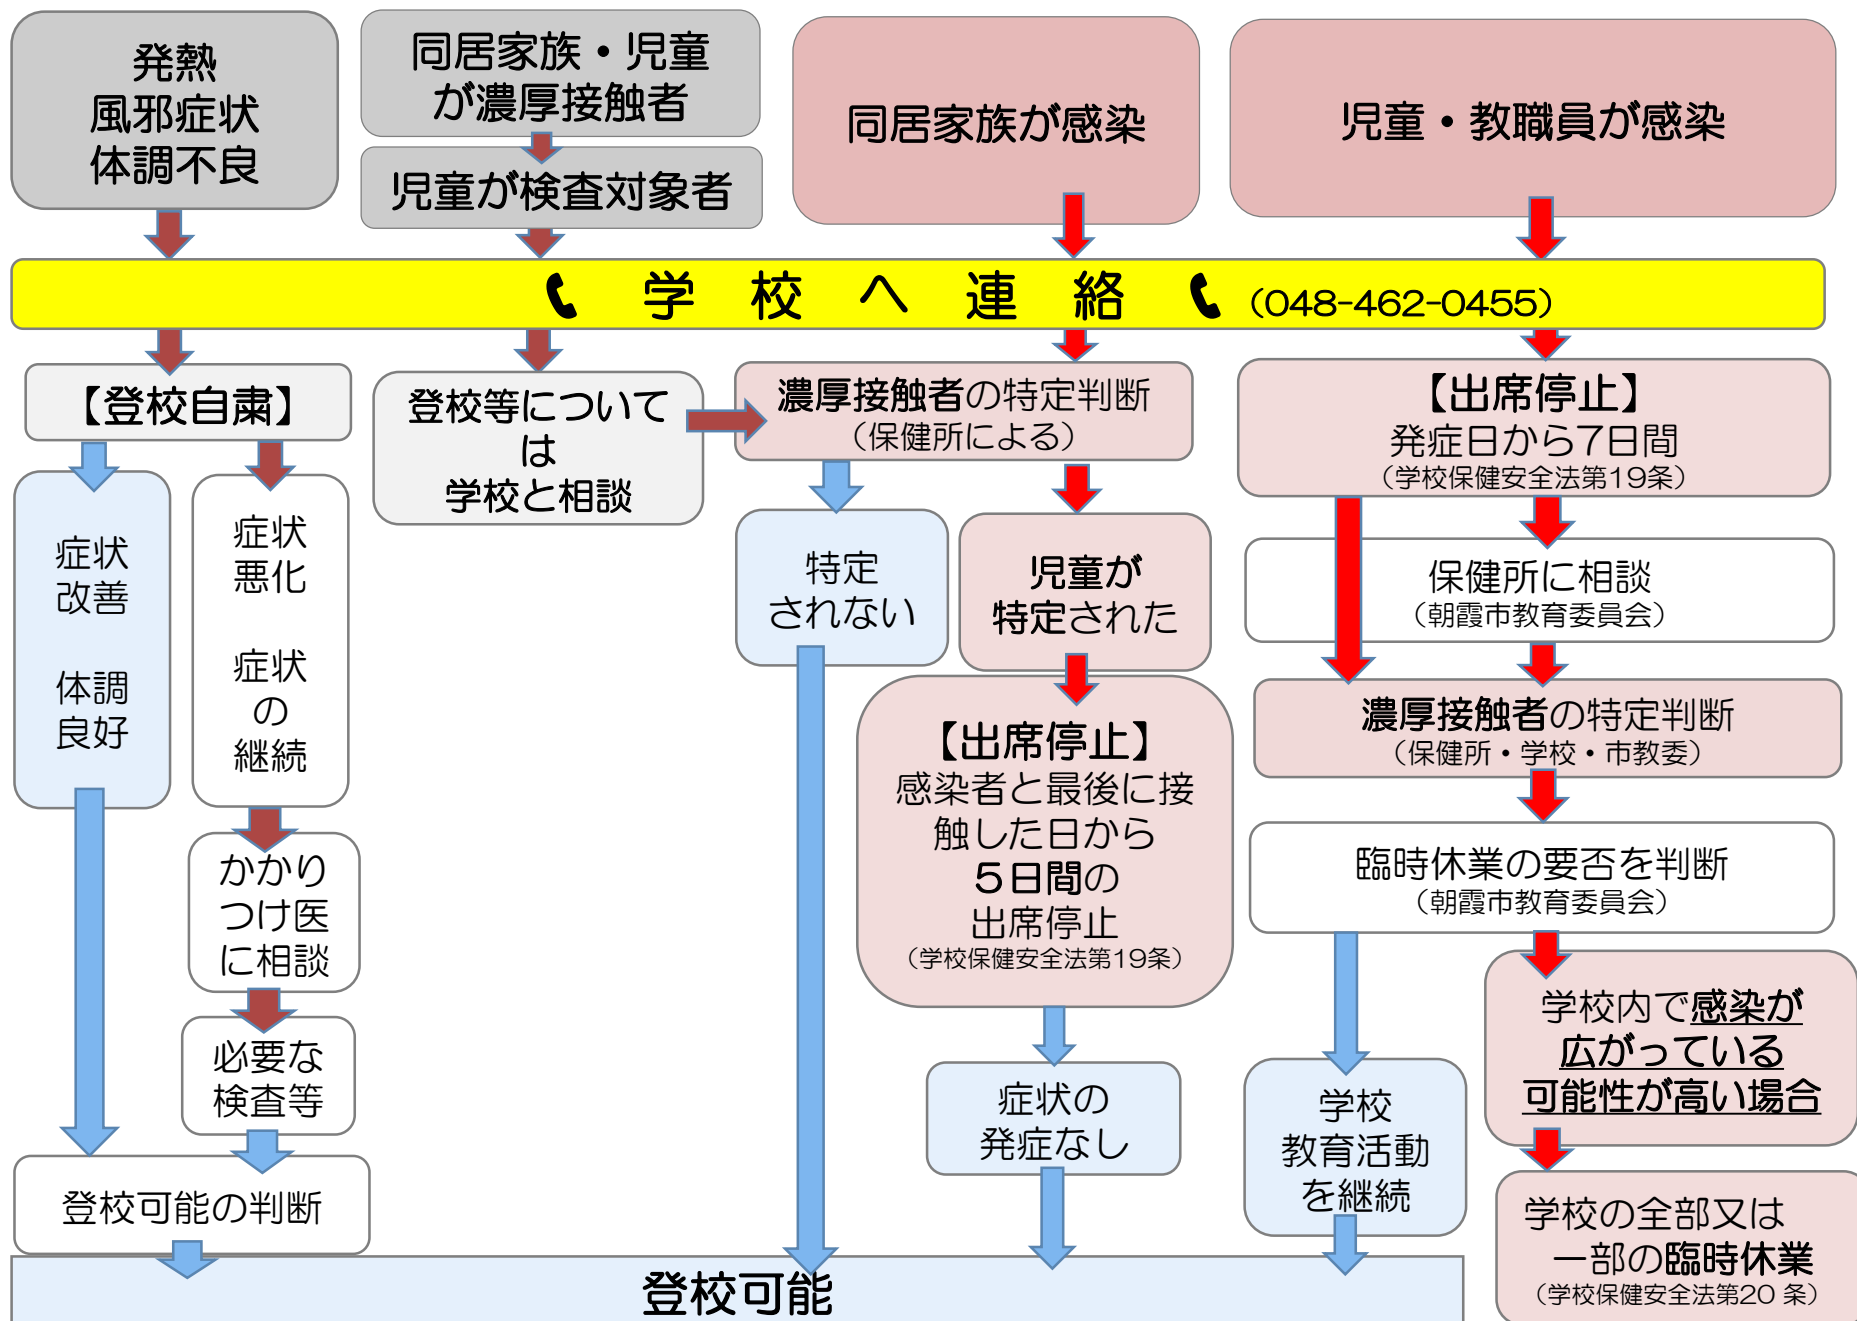 発熱
風邪症状
体調不良
同居家族・児童
が濃厚接触者
児童が検査対象者
同居家族が感染
児童・教職員が感染
学校へ連絡 (048-462-0455)
【登校自粛】
症状
改善
体調
良好
症状
悪化
症状
の
継続
かかり
つけ医
に相談
必要な
検査等
登校可能の判断
登校等について
は
学校と相談
濃厚接触者の特定判断
（保健所による）
特定
されない
児童が
特定された
【出席停止】
感染者と最後に接
触した日から
５日間の
出席停止
（学校保健安全法第19条）
症状の
発症なし
【出席停止】
発症日から7日間
（学校保健安全法第19条）
保健所に相談
（朝霞市教育委員会）
濃厚接触者の特定判断
（保健所・学校・市教委）
臨時休業の要否を判断
（朝霞市教育委員会）
学校
教育活動
を継続
学校内で感染が
広がっている
可能性が高い場合
学校の全部又は
一部の臨時休業
（学校保健安全法第20 条）
登校可能